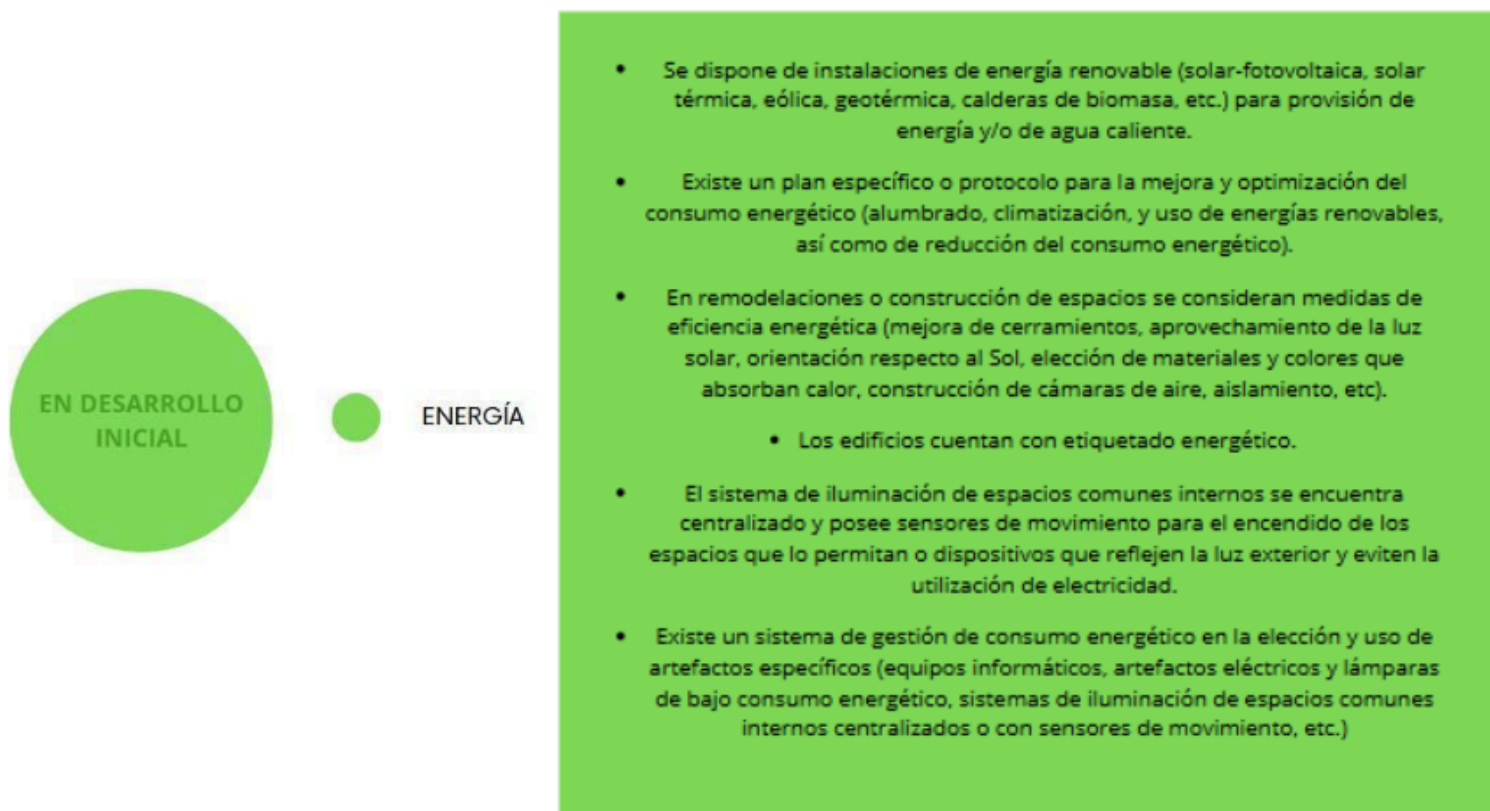 EN DESARROLLO
INICIAL
ENERGÍA
• Se dispone de instalaciones de energía renovable (solar-fotovoltaica, solar
térmica, eólica, geotérmica, calderas de biomasa, etc.) para provisión de
energía y/o de agua caliente.
• Existe un plan específico o protocolo para la mejora y optimización del
consumo energético (alumbrado, climatización, y uso de energías renovables,
así como de reducción del consumo energético).
• En remodelaciones o construcción de espacios se consideran medidas de
eficiencia energética (mejora de cerramientos, aprovechamiento de la luz
solar, orientación respecto al Sol, elección de materiales y colores que
absorban calor, construcción de cámaras de aire, aislamiento, etc).
• Los edificios cuentan con etiquetado energético.
• El sistema de iluminación de espacios comunes internos se encuentra
centralizado y posee sensores de movimiento para el encendido de los
espacios que lo permitan o dispositivos que reflejen la luz exterior y eviten la
utilización de electricidad.
• Existe un sistema de gestión de consumo energético en la elección y uso de
artefactos específicos (equipos informáticos, artefactos eléctricos y lámparas
de bajo consumo energético, sistemas de iluminación de espacios comunes
internos centralizados o con sensores de movimiento, etc.)